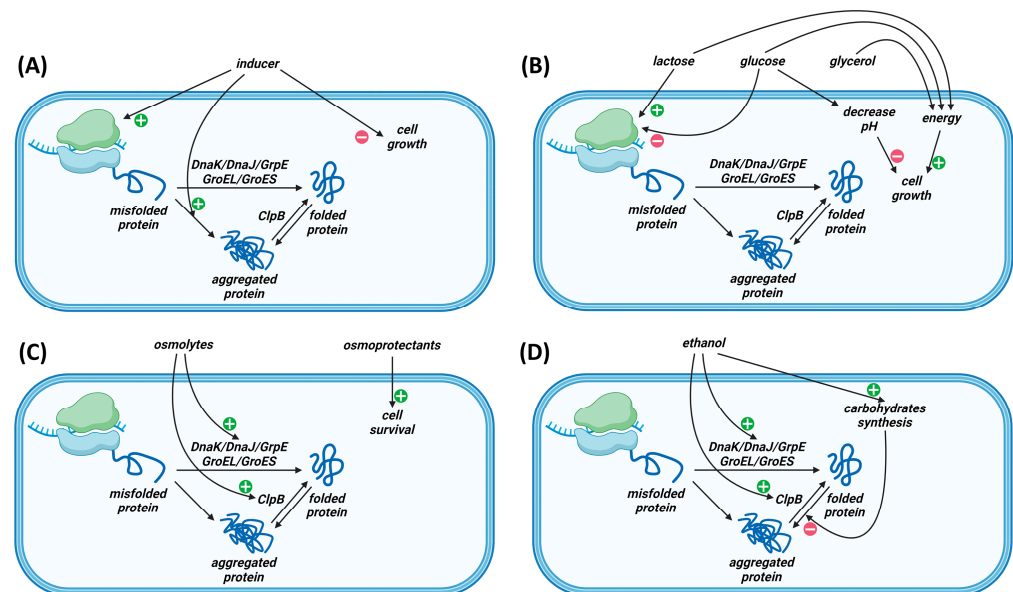 (A)
inducer
cell
growth
DnaK/DnaJ/GrpE
GroEL/GroES
misfolded
protein
ClpB
folded
protein
aggregated
protein
(B)
lactose
glucose
glycerol
decrease
pH
energy
cell
growth
DnaK/DnaJ/GrpE
GroEL/GroES
misfolded
protein
ClpB
folded
protein
aggregated
protein
(C)
osmolytes
osmoprotectants
cell
survival
DnaK/DnaJ/GrpE
GroEL/GroES
misfolded
protein
ClpB
folded
protein
aggregated
protein
(D)
ethanol
carbohydrates
synthesis
DnaK/DnaJ/GrpE
GroEL/GroES
misfolded
protein
ClpB
folded
protein
aggregated
protein